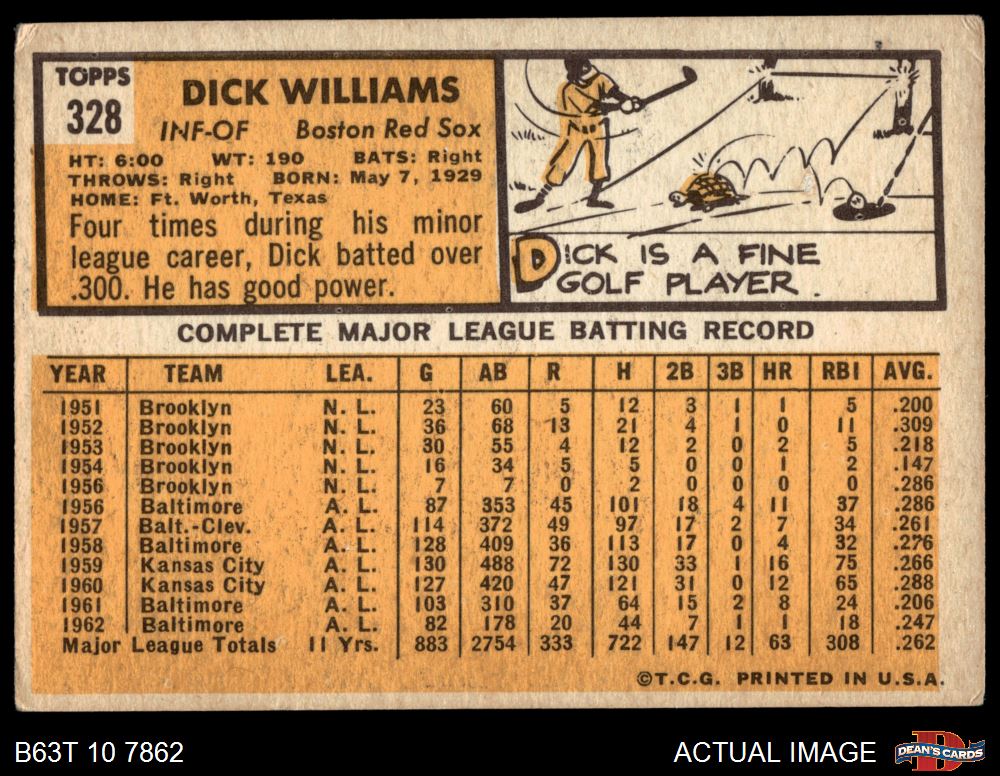 TOPPS
328
DICK WILLIAMS
INF-OF Boston Red Sox
HT: 6:00 WT: 190 BATS: Right
THROWS: Right BORN: May 7, 1929
HOME: Ft. Worth, Texas
Four times during his minor
league career, Dick batted over
.300. He has good power.
DICK IS A FINE
GOLF PLAYER.
COMPLETE MAJOR LEAGUE BATTING RECORD
YEAR TEAM LEA. G AB R H 2B 3B HR RBI AVG.
1951 Brooklyn N. L. 23 60 5 12 3 1 1 5 .200
1952 Brooklyn N. L. 36 68 13 21 4 1 0 11 .309
1953 Brooklyn N. L. 30 55 4 12 2 0 2 5 .218
1954 Brooklyn N. L. 16 34 5 5 0 0 1 2 .147
1956 Brooklyn N. L. 7 7 0 2 0 0 0 0 .286
1956 Baltimore A. L. 87 353 45 101 18 4 11 37 .286
1957 Balt.-Clev. A. L. 114 372 49 97 17 2 7 34 .261
1958 Baltimore A. L. 128 409 36 113 17 0 4 32 .276
1959 Kansas City A. L. 130 488 72 130 33 1 16 75 .266
1960 Kansas City A. L. 127 420 47 121 31 0 12 65 .288
1961 Baltimore A. L. 103 310 37 64 15 2 8 24 .206
1962 Baltimore A. L. 82 178 20 44 7 1 1 18 .247
Major League Totals 11 Yrs. 883 2754 333 722 147 12 63 308 .262
©T.C.G. PRINTED IN U.S.A.
B63T 10 7862
ACTUAL IMAGE
DEAN'S CARDS